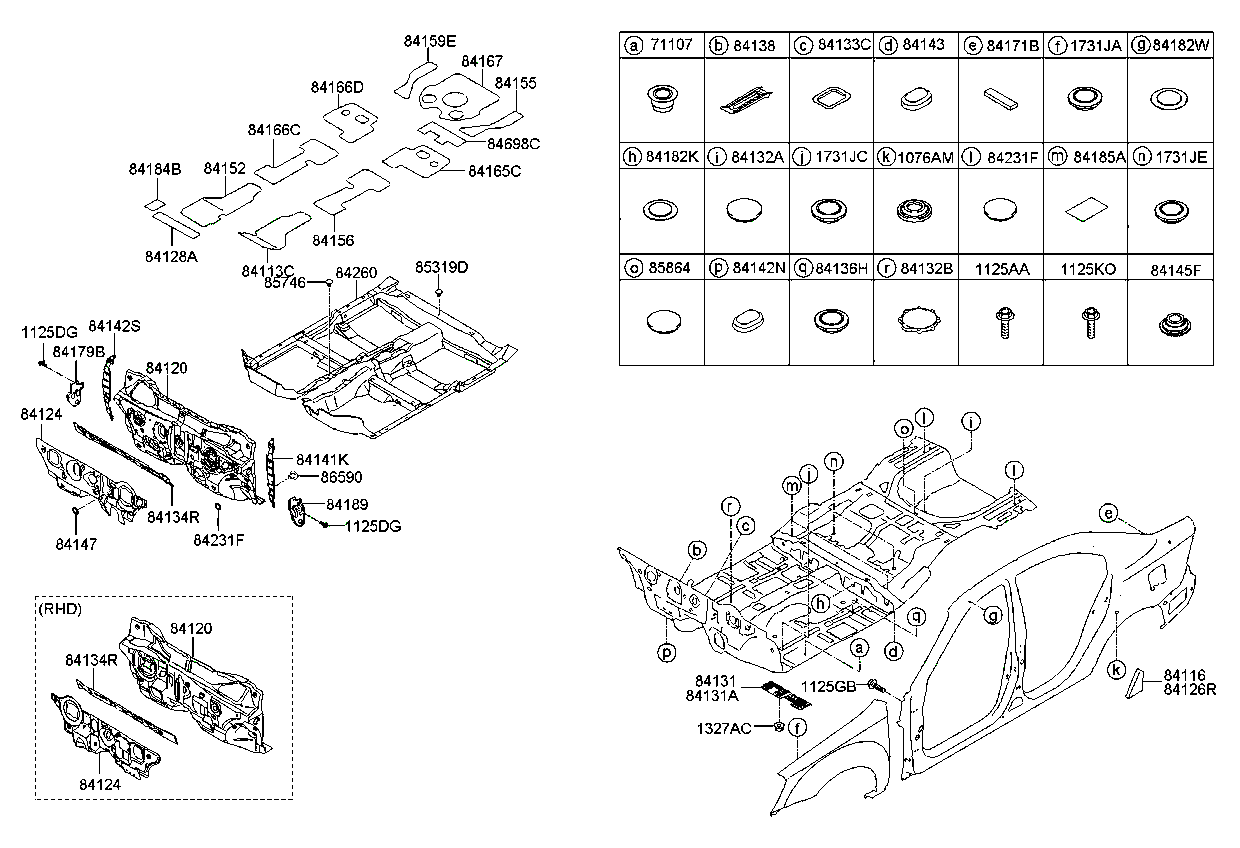 84159E
84167
84155
84166D
84166C
84698C
84165C
84184B
84152
84156
84128A
84113C
84260
85319D
85746
1125DG
84142S
84179B
84120
84124
84141K
86590
84189
84134R
84147
84231F
1125DG
(RHD)
84120
84134R
84124
a 71107 b 84138 c 84133C d 84143 e 84171B f 1731JA g 84182W
h 84182K i 84132A j 1731JC k 1076AM l 84231F m 84185A n 1731JE
o 85864 p 84142N q 84136H r 84132B 1125AA 1125KO 84145F
o
l
i
n
j
m
l
r
c
e
b
h
q
g
p
a
d
k
84131
84131A
1125GB
84116
84126R
1327AC
f